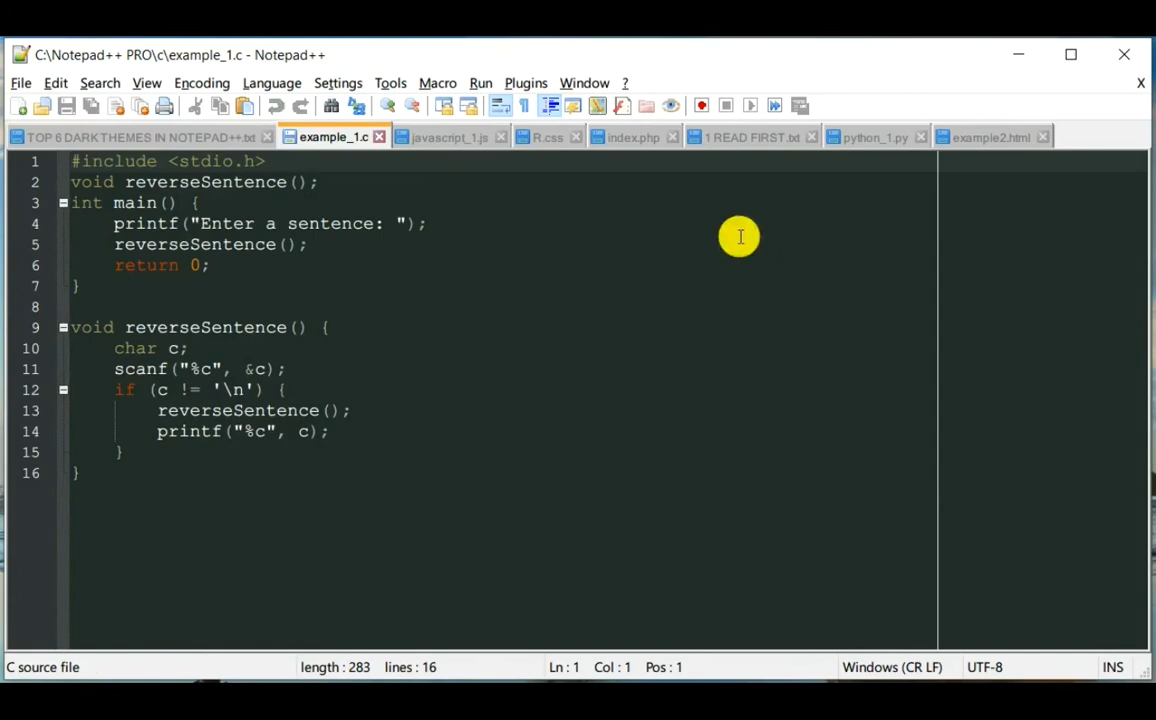 C:\Notepad++ PRO\c\example_1.c - Notepad++
File Edit Search View Encoding Language Settings Tools Macro Run Plugins Window ? X
TOP 6 DARK THEMES IN NOTEPAD++.txt example_1.c javascript_1.js R.css index.php 1 READ FIRST.txt python_1.py example2.html
1 #include <stdio.h>
2 void reverseSentence();
3 int main() {
4 printf("Enter a sentence: ");
5 reverseSentence();
6 return 0;
7 }
8
9 void reverseSentence() {
10 char c;
11 scanf("%c", &c);
12 if (c != '\n') {
13 reverseSentence();
14 printf("%c", c);
15 }
16 }
C source file length : 283 lines : 16 Ln : 1 Col : 1 Pos : 1 Windows (CR LF) UTF-8 INS